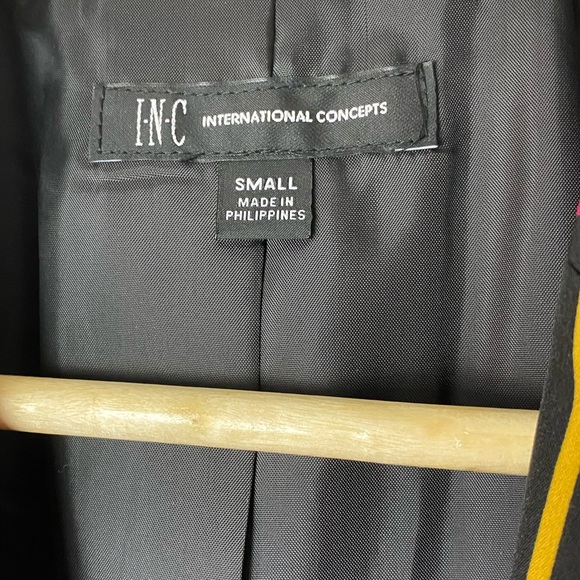 I·N·C INTERNATIONAL CONCEPTS
SMALL
MADE IN
PHILIPPINES